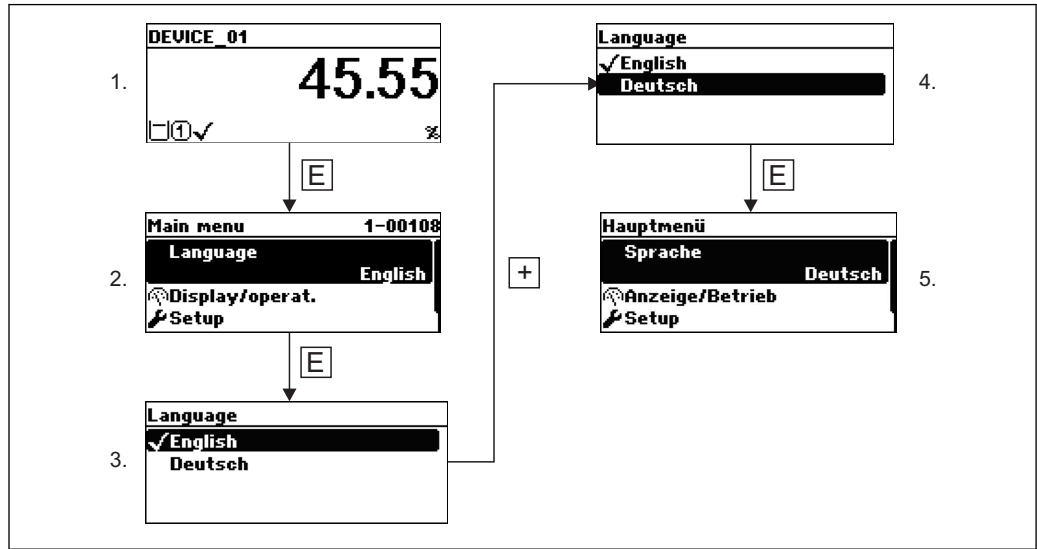 1.
DEVICE_01
45.55
1
%
E
2.
Main menu 1-00108
Language
English
Display/operat.
Setup
E
3.
Language
English
Deutsch
+
4.
Language
English
Deutsch
E
5.
Hauptmenü
Sprache
Deutsch
Anzeige/Betrieb
Setup